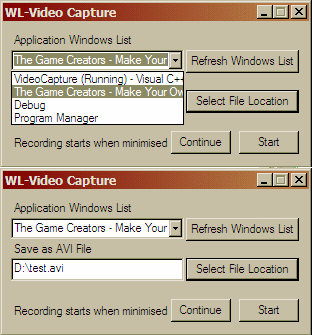 WL-Video Capture
Application Windows List
The Game Creators - Make Your
Refresh Windows List
VideoCapture (Running) - Visual C++
The Game Creators - Make Your Ow
Debug
Program Manager
Select File Location
Recording starts when minimised
Continue
Start
WL-Video Capture
Application Windows List
The Game Creators - Make Your
Refresh Windows List
Save as AVI File
D:\test.avi
Select File Location
Recording starts when minimised
Continue
Start